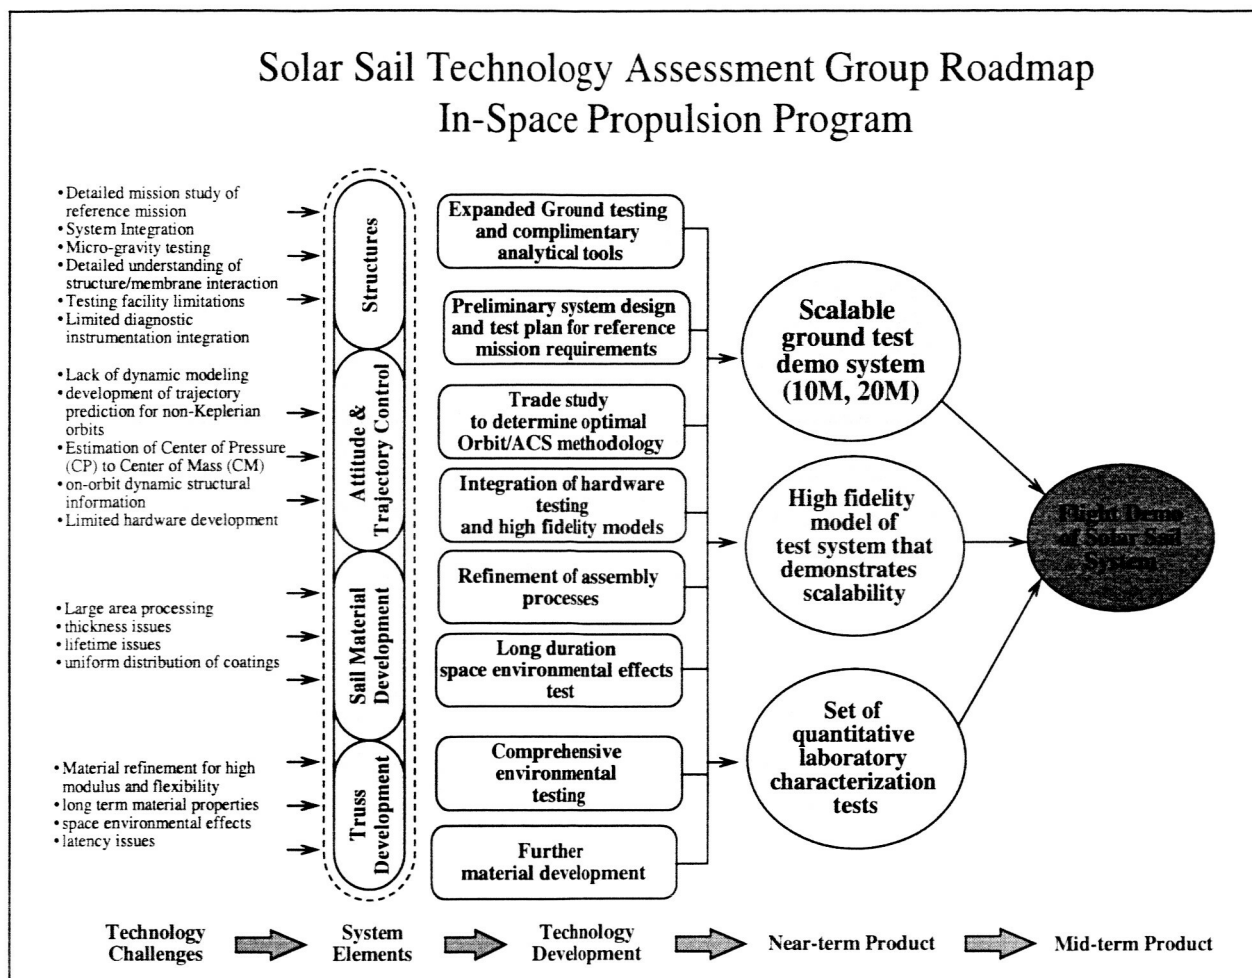 Solar Sail Technology Assessment Group Roadmap
In-Space Propulsion Program
• Detailed mission study of
reference mission
• System Integration
• Micro-gravity testing
• Detailed understanding of
structure/membrane interaction
• Testing facility limitations
• Limited diagnostic
instrumentation integration
• Lack of dynamic modeling
• development of trajectory
prediction for non-Keplerian
orbits
• Estimation of Center of Pressure
(CP) to Center of Mass (CM)
• on-orbit dynamic structural
information
• Limited hardware development
• Large area processing
• thickness issues
• lifetime issues
• uniform distribution of coatings
• Material refinement for high
modulus and flexibility
• long term material properties
• space environmental effects
• latency issues
Structures
Attitude &
Trajectory Control
Sail Material
Development
Truss
Development
Expanded Ground testing
and complimentary
analytical tools
Preliminary system design
and test plan for reference
mission requirements
Trade study
to determine optimal
Orbit/ACS methodology
Integration of hardware
testing
and high fidelity models
Refinement of assembly
processes
Long duration
space environmental effects
test
Comprehensive
environmental
testing
Further
material development
Scalable
ground test
demo system
(10M, 20M)
High fidelity
model of
test system that
demonstrates
scalability
Set of
quantitative
laboratory
characterization
tests
Flight Demo
of Solar Sail
System
Technology
Challenges
System
Elements
Technology
Development
Near-term Product
Mid-term Product